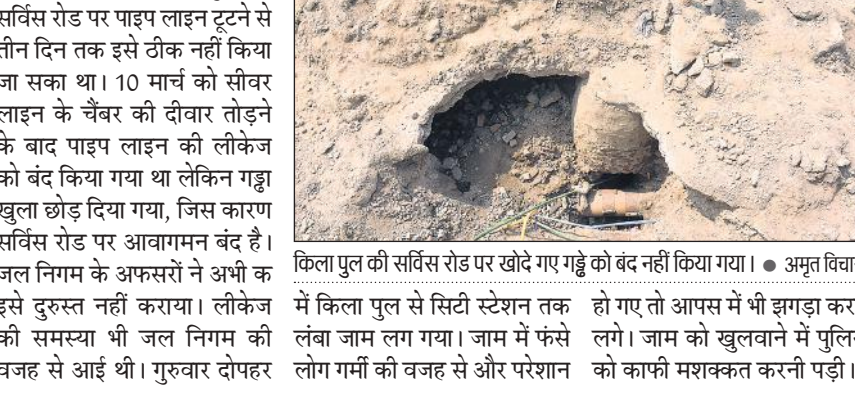 सर्विस रोड पर पाइप लाइन टूटने से
तीन दिन तक इसे ठीक नहीं किया
जा सका था। 10 मार्च को सीवर
लाइन के चैंबर की दीवार तोड़ने
के बाद पाइप लाइन की लीकेज
को बंद किया गया था लेकिन गड्ढा
खुला छोड़ दिया गया, जिस कारण
सर्विस रोड पर आवागमन बंद है।
जल निगम के अफसरों ने अभी क
इसे दुरुस्त नहीं कराया। लीकेज
की समस्या भी जल निगम की
वजह से आई थी। गुरुवार दोपहर
किला पुल की सर्विस रोड पर खोदे गए गड्ढे को बंद नहीं किया गया। ● अमृत विचा
में किला पुल से सिटी स्टेशन तक
लंबा जाम लग गया। जाम में फंसे
लोग गर्मी की वजह से और परेशान
हो गए तो आपस में भी झगड़ा कर
लगे। जाम को खुलवाने में पुलि
को काफी मशक्कत करनी पड़ी।